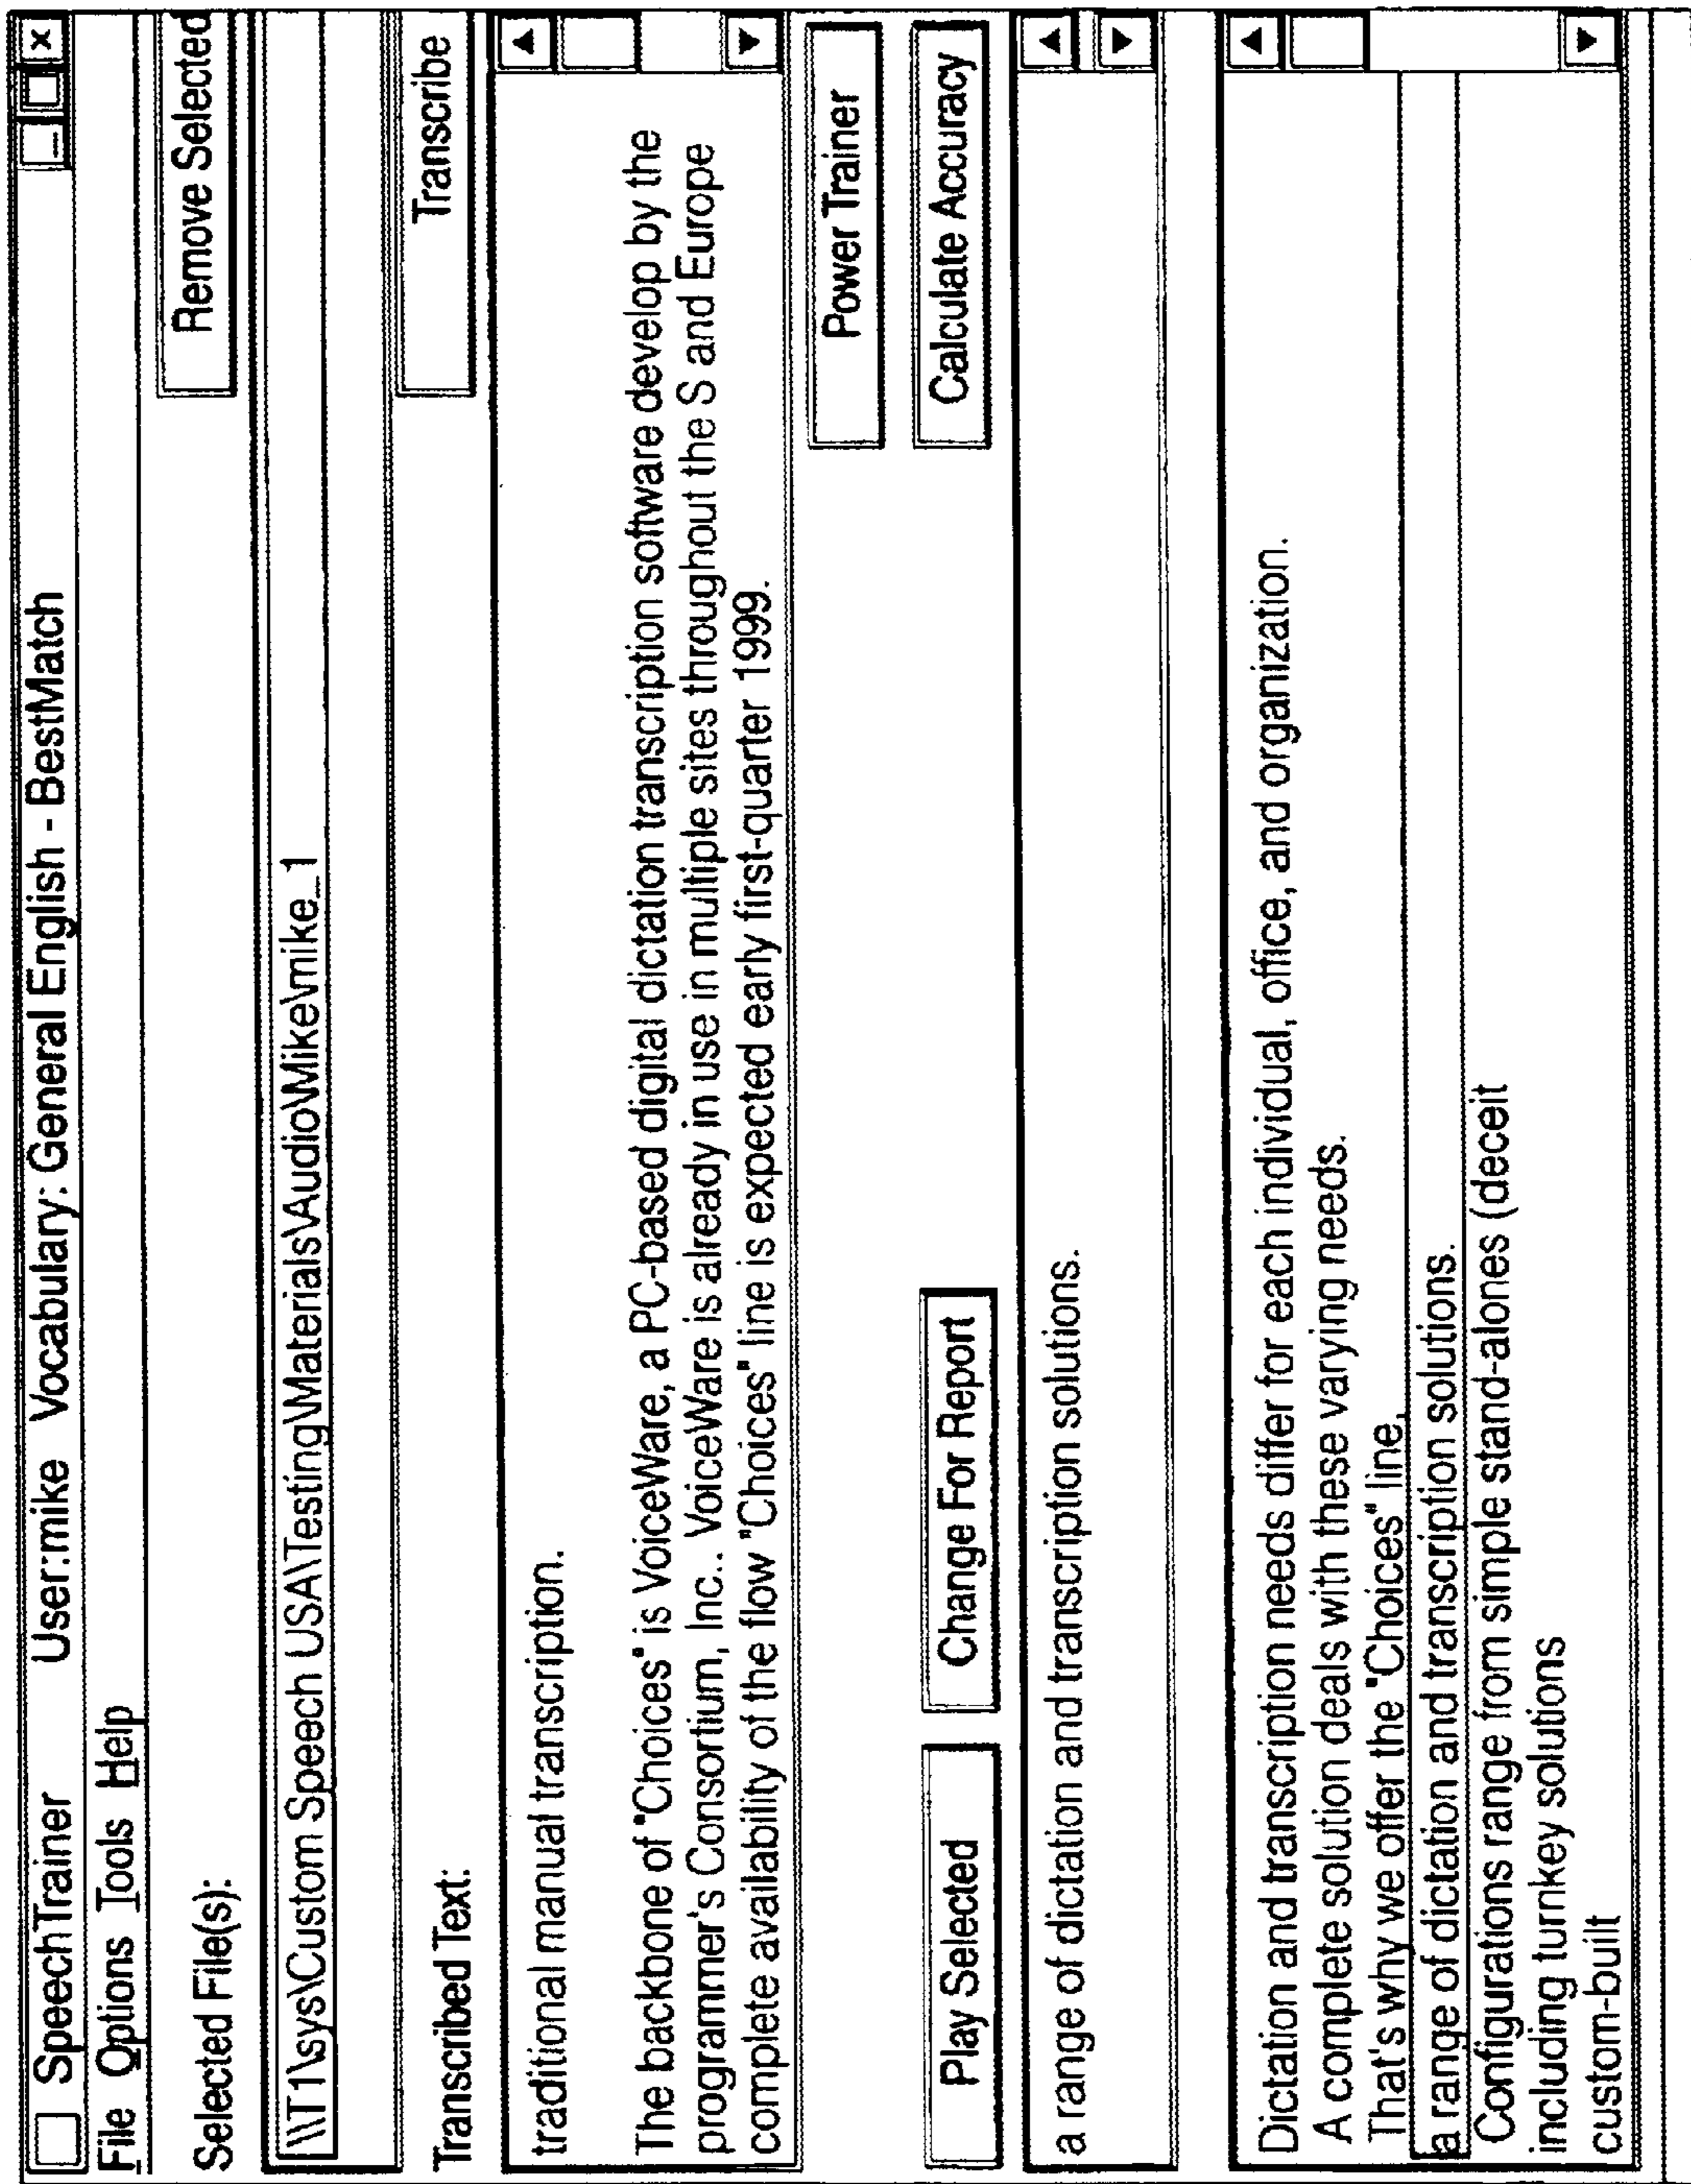 SpeechTrainer User:mike Vocabulary: General English - BestMatch
File Options Tools Help
Selected File(s):
Remove Selected
\\T1\sys\Custom Speech USA\Testing\Materials\Audio\Mike\mike_1
Transcribed Text:
Transcribe
traditional manual transcription.
The backbone of "Choices" is VoiceWare, a PC-based digital dictation transcription software develop by the
programmer's Consortium, Inc.. VoiceWare is already in use in multiple sites throughout the S and Europe
complete availability of the flow "Choices" line is expected early first-quarter 1999.
Power Trainer
Play Selected Change For Report Calculate Accuracy
a range of dictation and transcription solutions.
Dictation and transcription needs differ for each individual, office, and organization.
A complete solution deals with these varying needs.
That's why we offer the "Choices" line,
a range of dictation and transcription solutions.
Configurations range from simple stand-alones (deceit
including turnkey solutions
custom-built